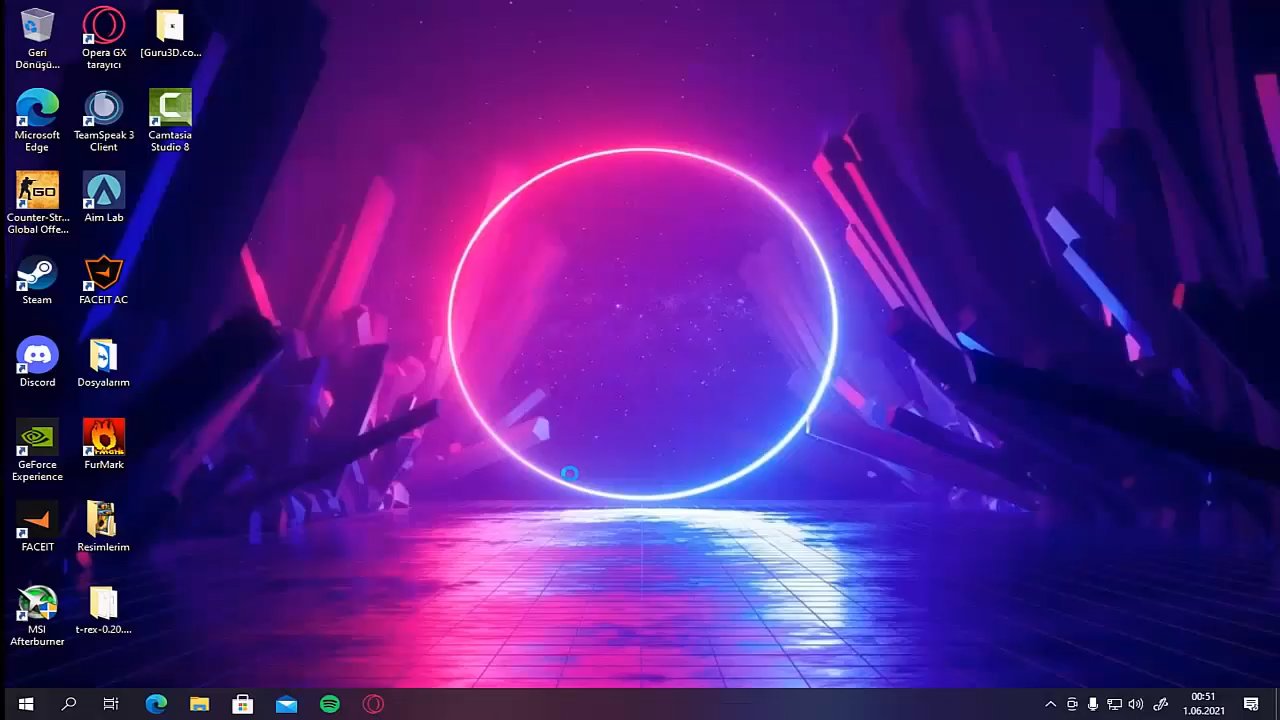 Geri
Dönüşü...
Opera GX
tarayıcı
[Guru3D.co...
Microsoft
Edge
TeamSpeak 3
Client
Camtasia
Studio 8
GO
Counter-Str...
Global Offe...
Aim Lab
Steam
FACEIT AC
Discord
Dosyalarım
GeForce
Experience
FurMark
FACEIT
Resimlerim
MSI
Afterburner
t-rex-0.20...
00:51
1.06.2021